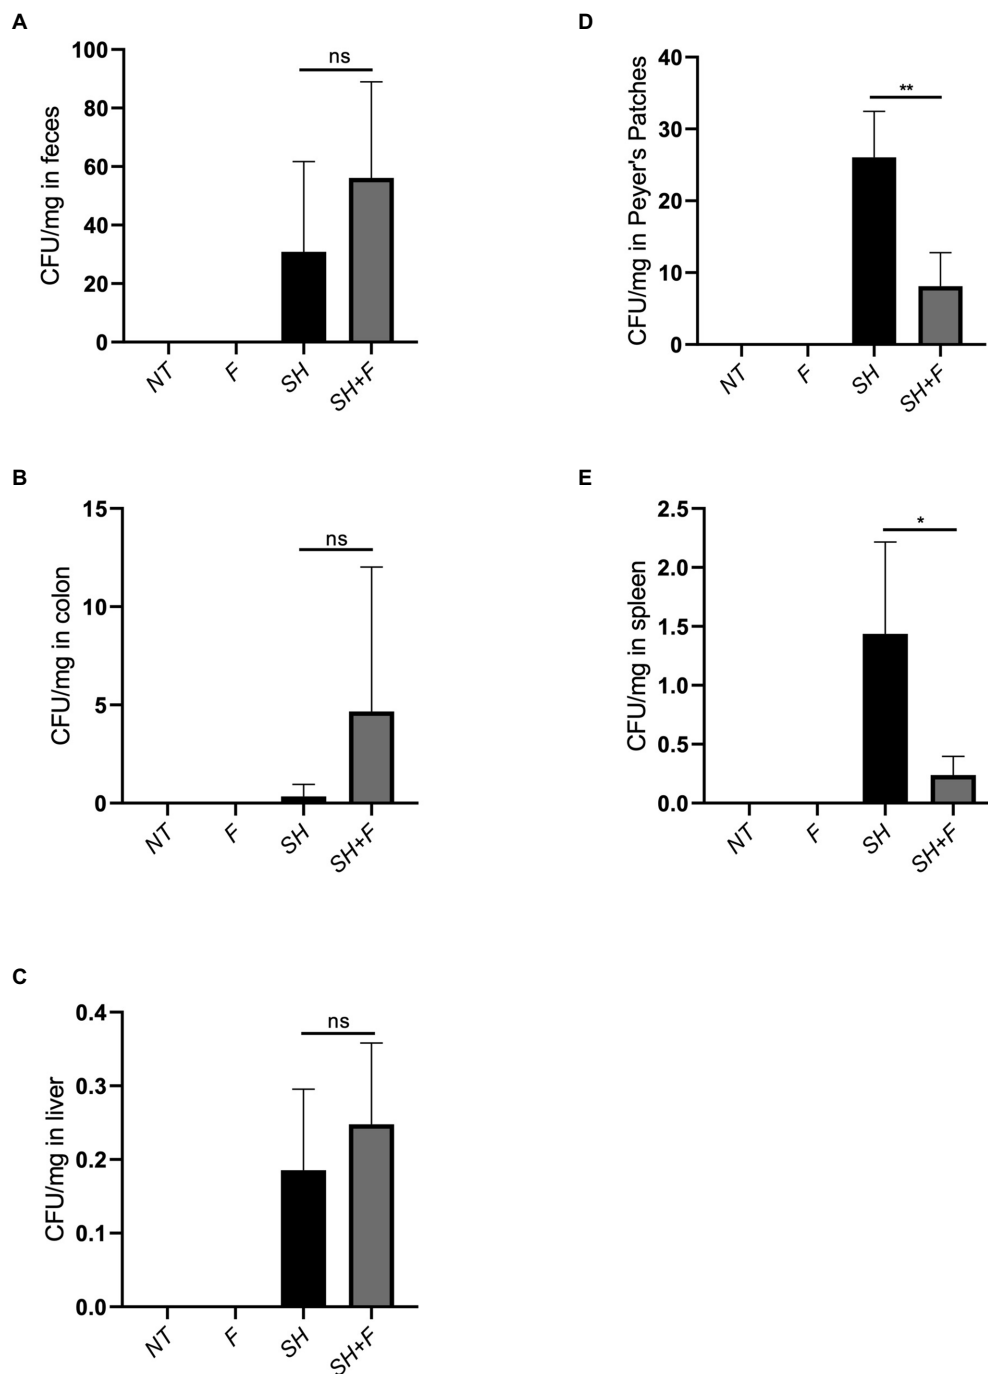 A
CFU/mg in feces
100
80
60
40
20
0
ns
NT
F
SH
SH+F
B
CFU/mg in colon
15
10
5
0
ns
NT
F
SH
SH+F
C
CFU/mg in liver
0.4
0.3
0.2
0.1
0.0
ns
NT
F
SH
SH+F
D
CFU/mg in Peyer's Patches
40
30
20
10
0
**
NT
F
SH
SH+F
E
CFU/mg in spleen
2.5
2.0
1.5
1.0
0.5
0.0
*
NT
F
SH
SH+F